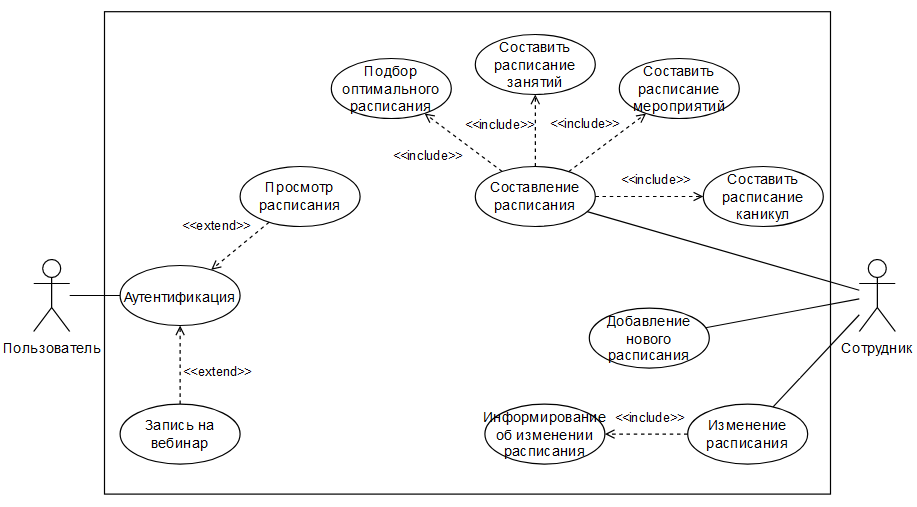 Составить
расписание
занятий
Подбор
оптимального
расписания
Составить
расписание
мероприятий
<<include>>
<<include>>
<<include>>
Просмотр
расписания
Составление
расписания
<<include>>
Составить
расписание
каникул
<<extend>>
Аутентификация
Пользователь
Добавление
нового
расписания
Сотрудник
<<extend>>
Запись на
вебинар
Информирование
об изменении
расписания
<<include>>
Изменение
расписания